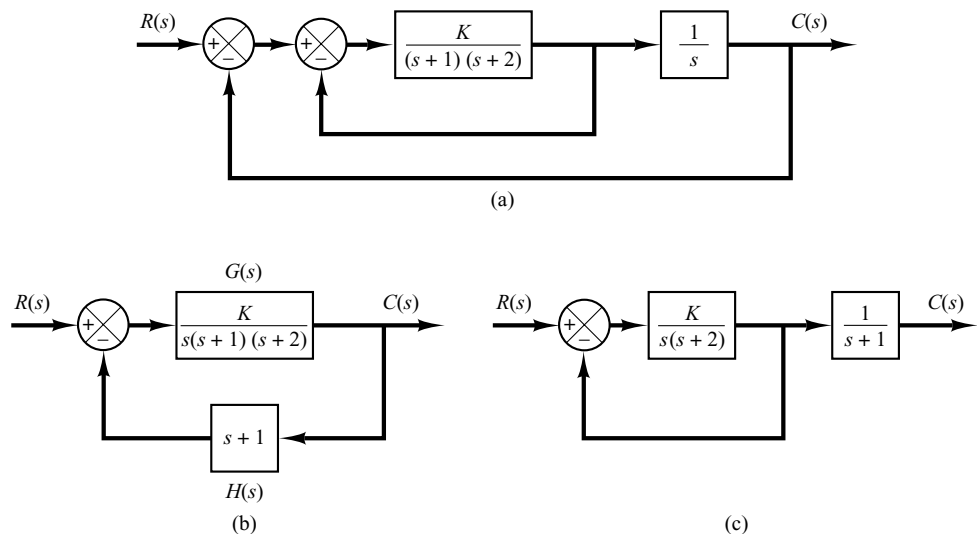 R(s) + − + − K / (s + 1) (s + 2) 1 / s C(s)
(a)
G(s)
R(s) + − K / s(s + 1) (s + 2) C(s)
s + 1
H(s)
(b)
R(s) + − K / s(s + 2) 1 / s + 1 C(s)
(c)